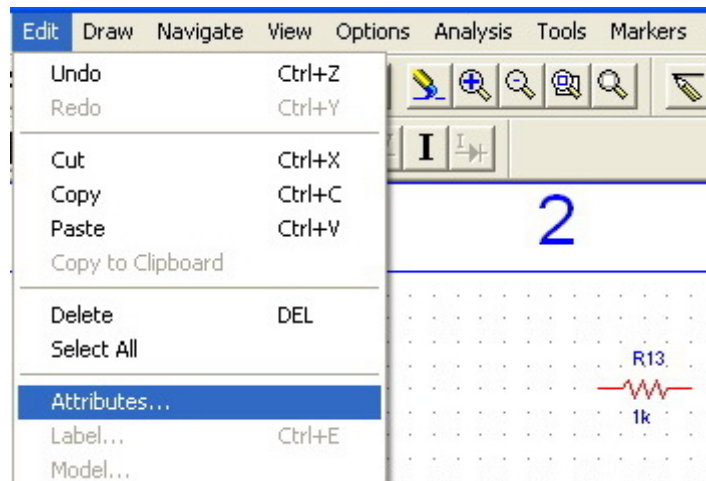 Edit Draw Navigate View Options Analysis Tools Markers
Undo Ctrl+Z
Redo Ctrl+Y
Cut Ctrl+X
Copy Ctrl+C
Paste Ctrl+V
Copy to Clipboard
Delete DEL
Select All
Attributes...
Label... Ctrl+E
Model...
I
2
R13
1k